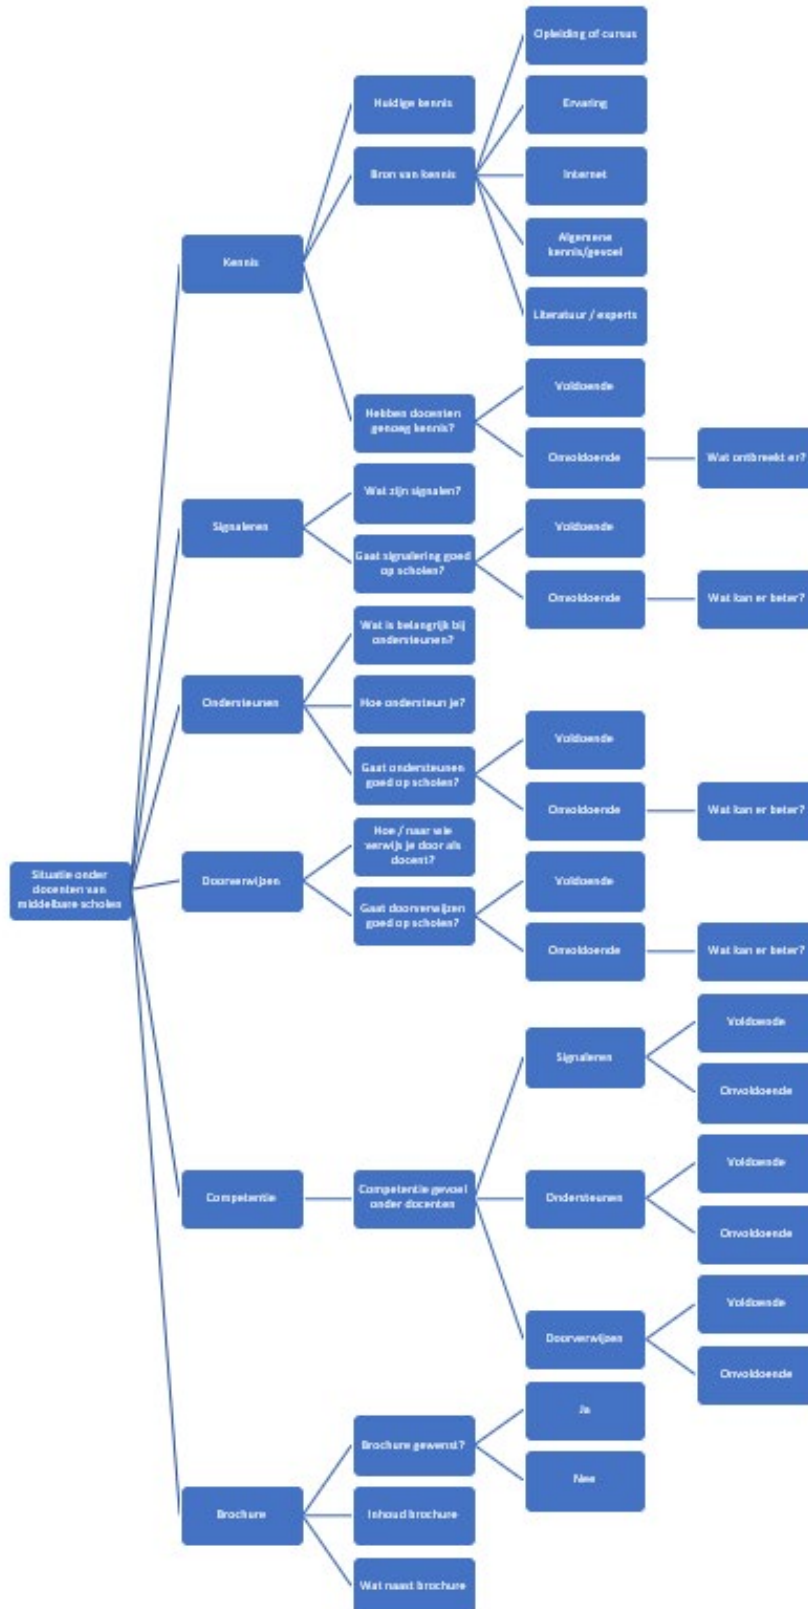 Situatie onder
docenten van
middelbare scholen
Kennis
Huidige kennis
Bron van kennis
Opleiding of cursus
Ervaring
Internet
Algemene
kennis/gevoel
Literatuur / experts
Hebben docenten
genoeg kennis?
Voldoende
Onvoldoende
Wat ontbreekt er?
Signaleren
Wat zijn signalen?
Gaat signalering goed
op scholen?
Voldoende
Onvoldoende
Wat kan er beter?
Ondersteunen
Wat is belangrijk bij
ondersteunen?
Hoe ondersteun je?
Gaat ondersteunen
goed op scholen?
Voldoende
Onvoldoende
Wat kan er beter?
Doorverwijzen
Hoe / naar wie
verwijs je door als
docent?
Gaat doorverwijzen
goed op scholen?
Voldoende
Onvoldoende
Wat kan er beter?
Competentie
Competentie gevoel
onder docenten
Signaleren
Voldoende
Onvoldoende
Ondersteunen
Voldoende
Onvoldoende
Doorverwijzen
Voldoende
Onvoldoende
Brochure
Brochure gewenst?
Ja
Nee
Inhoud brochure
Wat naast brochure